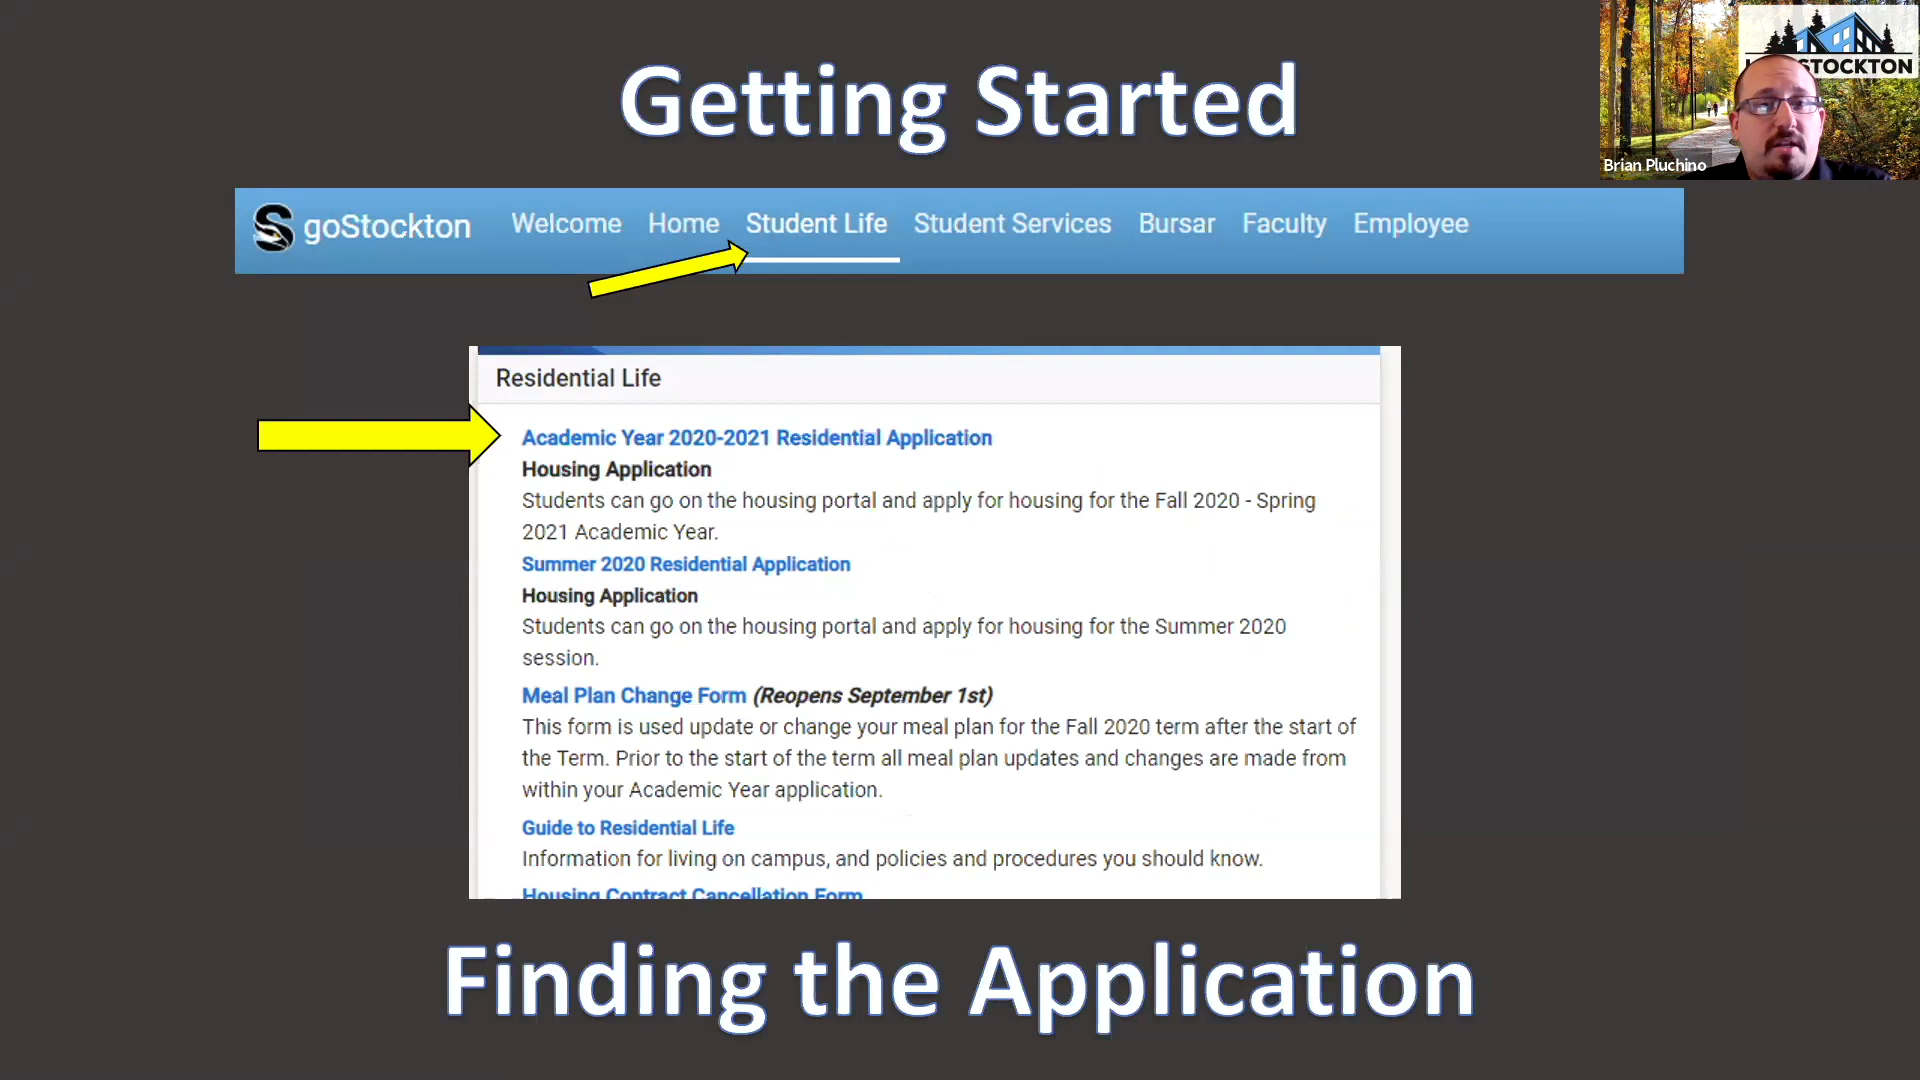 Getting Started
STOCKTON
Brian Pluchino
goStockton Welcome Home Student Life Student Services Bursar Faculty Employee
Residential Life
Academic Year 2020-2021 Residential Application
Housing Application
Students can go on the housing portal and apply for housing for the Fall 2020 - Spring
2021 Academic Year.
Summer 2020 Residential Application
Housing Application
Students can go on the housing portal and apply for housing for the Summer 2020
session.
Meal Plan Change Form (Reopens September 1st)
This form is used update or change your meal plan for the Fall 2020 term after the start of
the Term. Prior to the start of the term all meal plan updates and changes are made from
within your Academic Year application.
Guide to Residential Life
Information for living on campus, and policies and procedures you should know.
Housing Contract Cancellation Form
Finding the Application